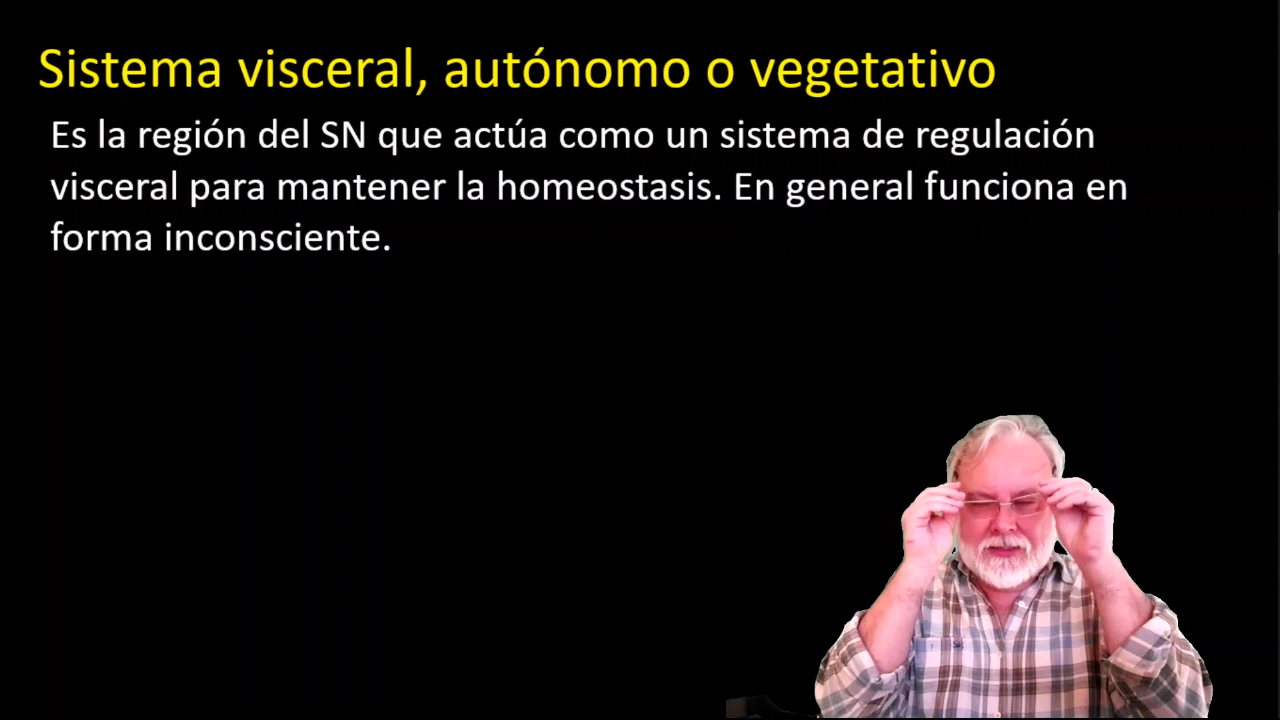 Sistema visceral, autónomo o vegetativo
Es la región del SN que actúa como un sistema de regulación
visceral para mantener la homeostasis. En general funciona en
forma inconsciente.